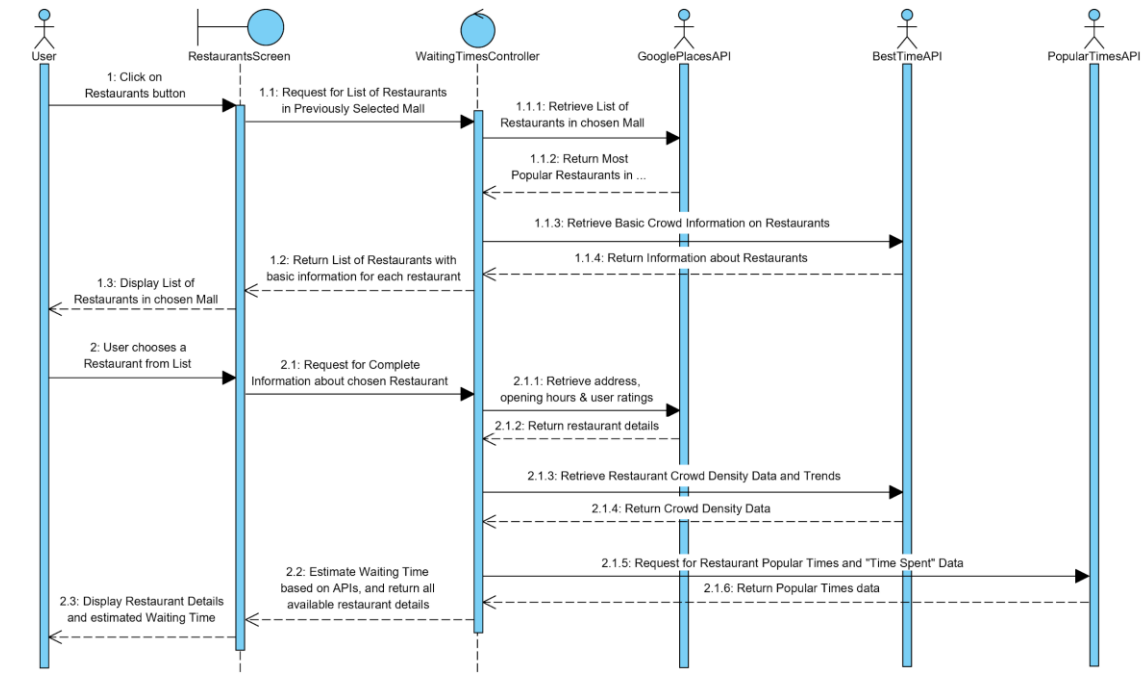 User
RestaurantsScreen
WaitingTimesController
GooglePlacesAPI
BestTimeAPI
PopularTimesAPI
1: Click on
Restaurants button
1.1: Request for List of Restaurants
in Previously Selected Mall
1.1.1: Retrieve List of
Restaurants in chosen Mall
1.1.2: Return Most
Popular Restaurants in ...
1.1.3: Retrieve Basic Crowd Information on Restaurants
1.1.4: Return Information about Restaurants
1.2: Return List of Restaurants with
basic information for each restaurant
1.3: Display List of
Restaurants in chosen Mall
2: User chooses a
Restaurant from List
2.1: Request for Complete
Information about chosen Restaurant
2.1.1: Retrieve address,
opening hours & user ratings
2.1.2: Return restaurant details
2.1.3: Retrieve Restaurant Crowd Density Data and Trends
2.1.4: Return Crowd Density Data
2.1.5: Request for Restaurant Popular Times and "Time Spent" Data
2.1.6: Return Popular Times data
2.2: Estimate Waiting Time
based on APIs, and return all
available restaurant details
2.3: Display Restaurant Details
and estimated Waiting Time